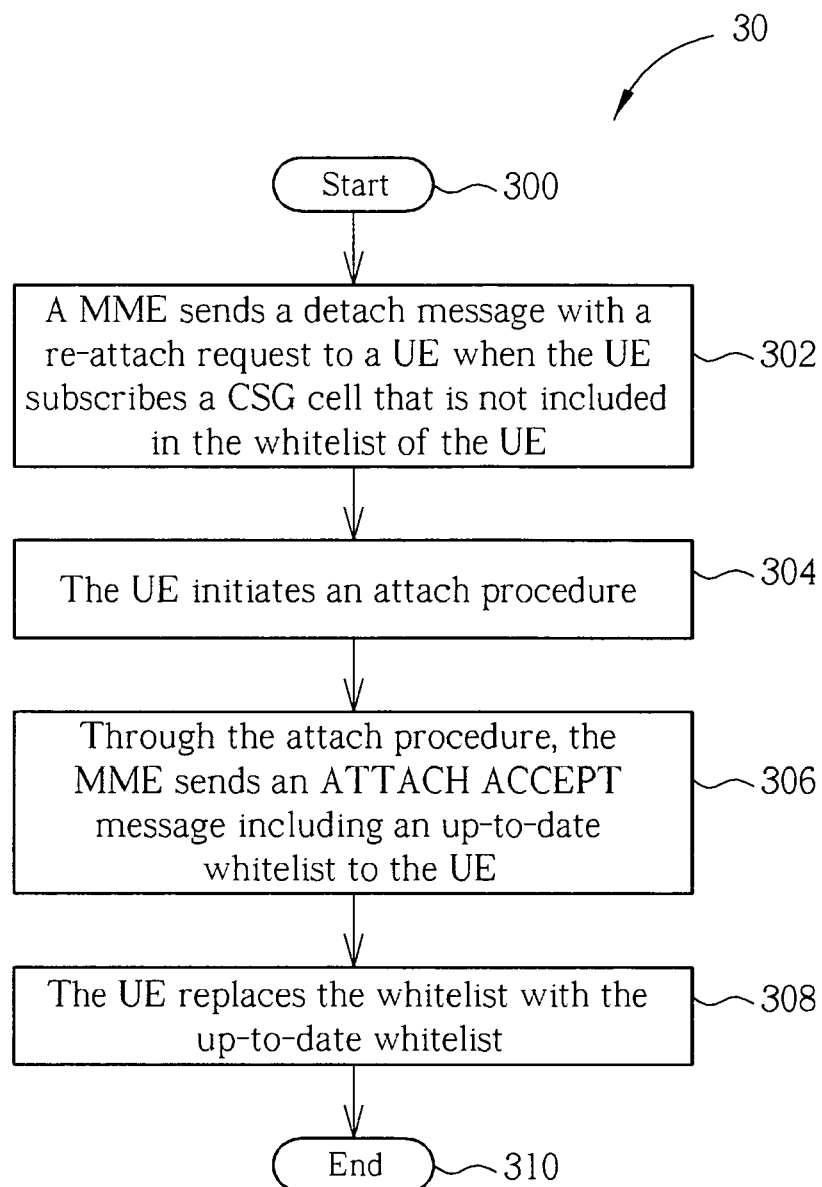 30
Start
300
A MME sends a detach message with a
re-attach request to a UE when the UE
subscribes a CSG cell that is not included
in the whitelist of the UE
302
The UE initiates an attach procedure
304
Through the attach procedure, the
MME sends an ATTACH ACCEPT
message including an up-to-date
whitelist to the UE
306
The UE replaces the whitelist with the
up-to-date whitelist
308
End
310